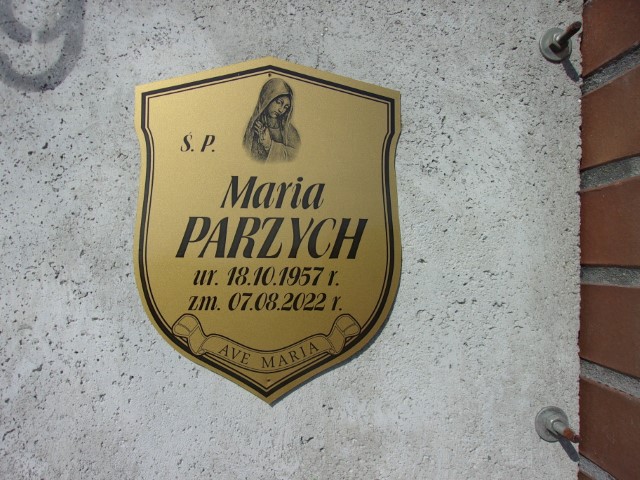 Ś. P.
Maria
PARZYCH
ur. 18.10.1957 r.
zm. 07.08.2022 r.
AVE MARIA